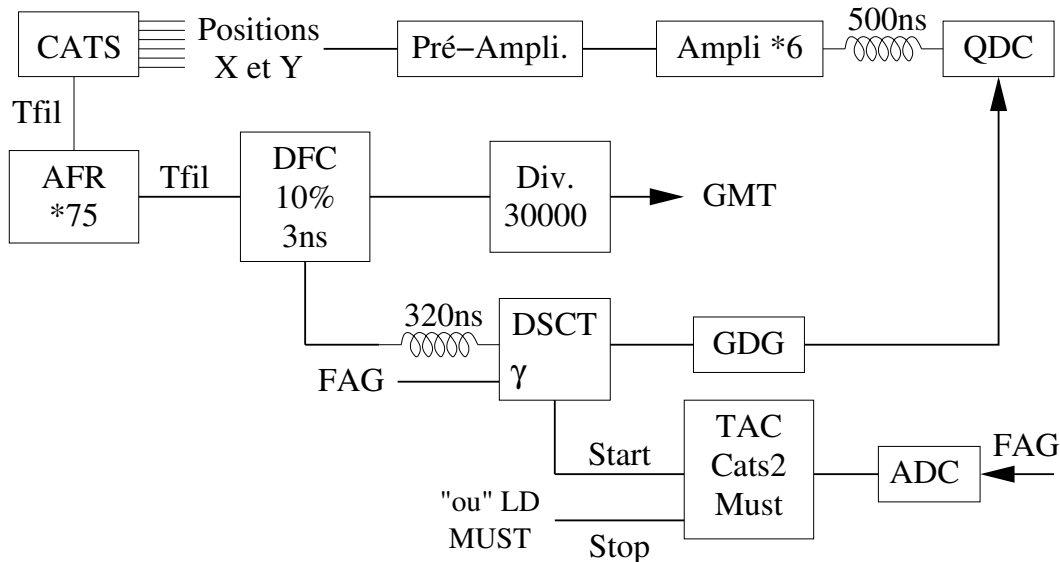 CATS
Positions
X et Y
Pré-Ampli.
Ampli *6
500ns
QDC
Tfil
AFR
*75
Tfil
DFC
10%
3ns
Div.
30000
GMT
320ns
DSCT
γ
FAG
GDG
Start
TAC
Cats2
Must
ADC
FAG
"ou" LD
MUST
Stop